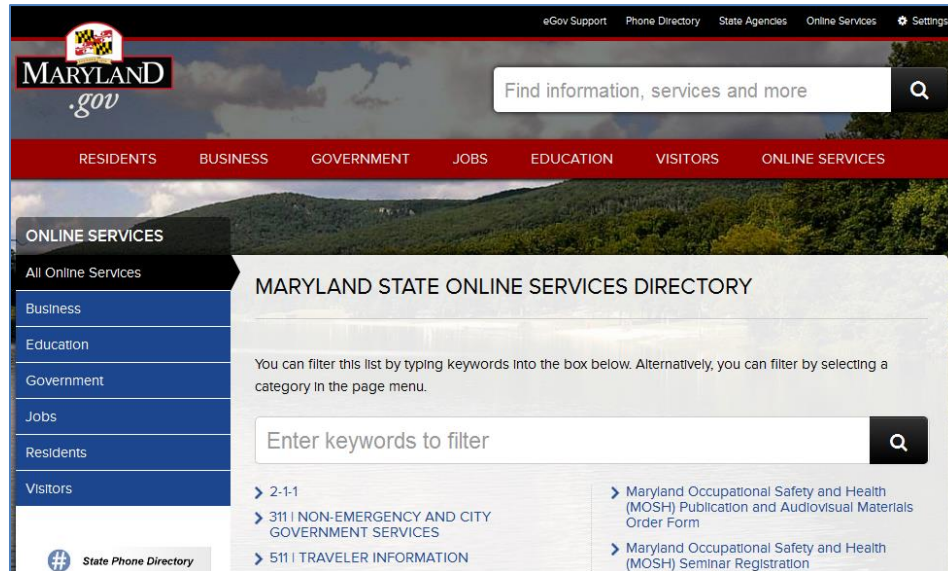 eGov Support Phone Directory State Agencies Online Services Settings
MARYLAND
.gov
Find information, services and more
RESIDENTS BUSINESS GOVERNMENT JOBS EDUCATION VISITORS ONLINE SERVICES
ONLINE SERVICES
All Online Services
Business
Education
Government
Jobs
Residents
Visitors
# State Phone Directory
MARYLAND STATE ONLINE SERVICES DIRECTORY
You can filter this list by typing keywords into the box below. Alternatively, you can filter by selecting a
category in the page menu.
Enter keywords to filter
2-1-1
311 | NON-EMERGENCY AND CITY
GOVERNMENT SERVICES
511 | TRAVELER INFORMATION
Maryland Occupational Safety and Health
(MOSH) Publication and Audiovisual Materials
Order Form
Maryland Occupational Safety and Health
(MOSH) Seminar Registration